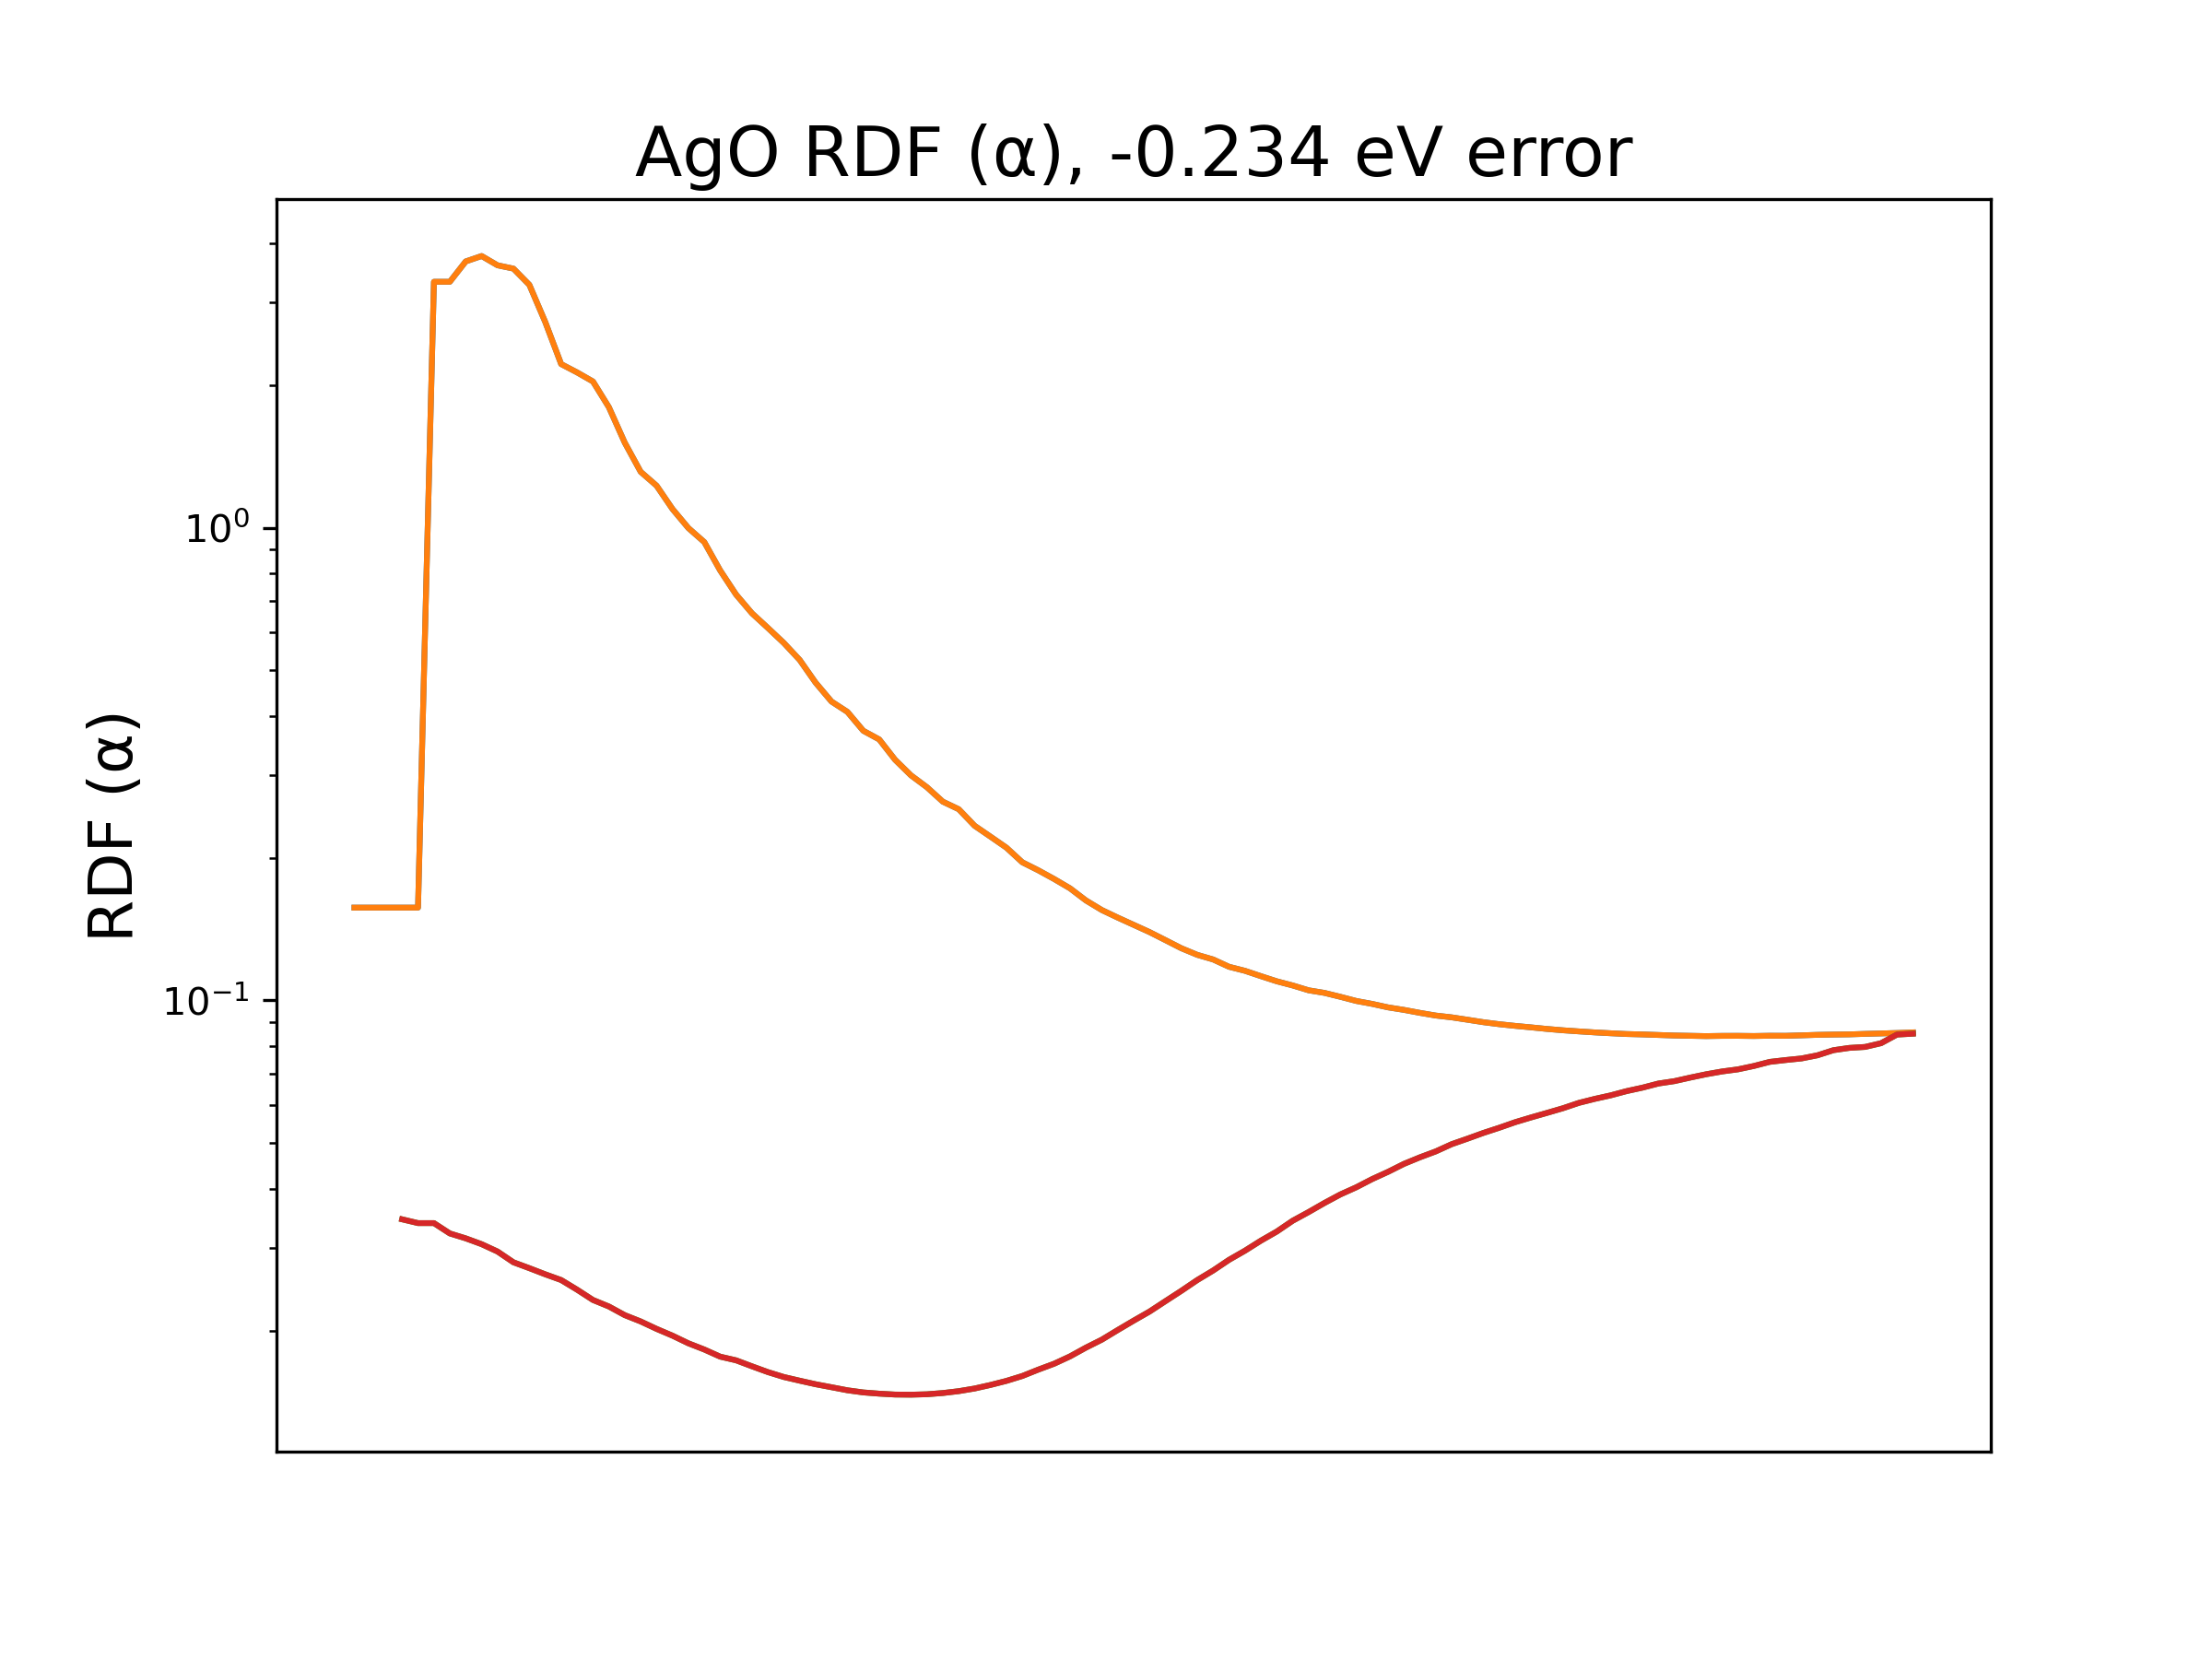 AgO RDF (α), -0.234 eV error
RDF (α)
10⁰
10⁻¹